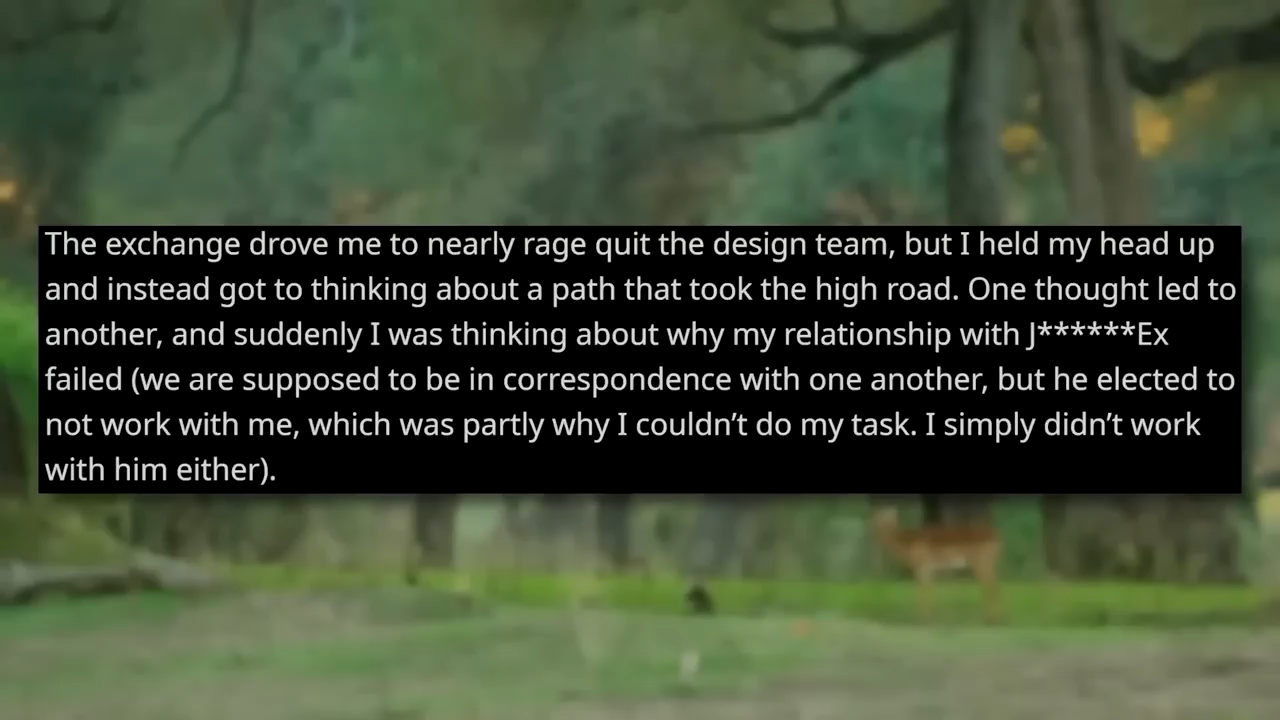 The exchange drove me to nearly rage quit the design team, but I held my head up
and instead got to thinking about a path that took the high road. One thought led to
another, and suddenly I was thinking about why my relationship with J******Ex
failed (we are supposed to be in correspondence with one another, but he elected to
not work with me, which was partly why I couldn’t do my task. I simply didn’t work
with him either).